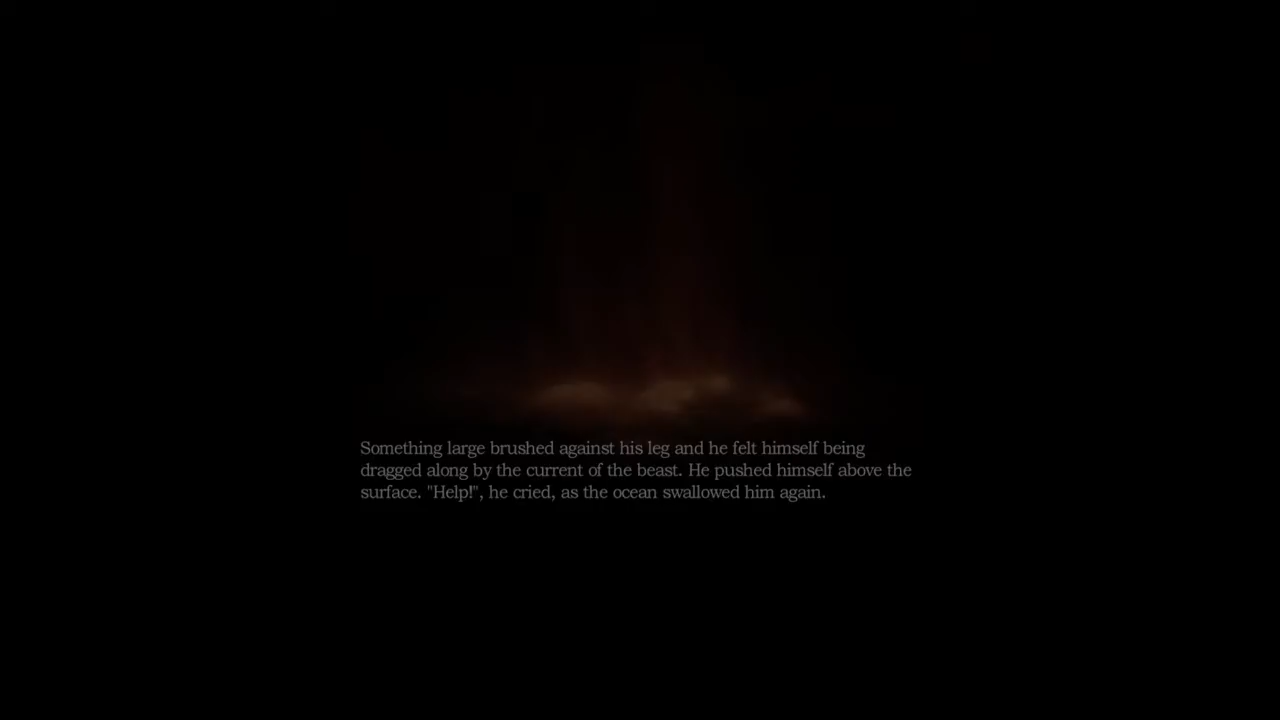 Something large brushed against his leg and he felt himself being
dragged along by the current of the beast. He pushed himself above the
surface. "Help!", he cried, as the ocean swallowed him again.